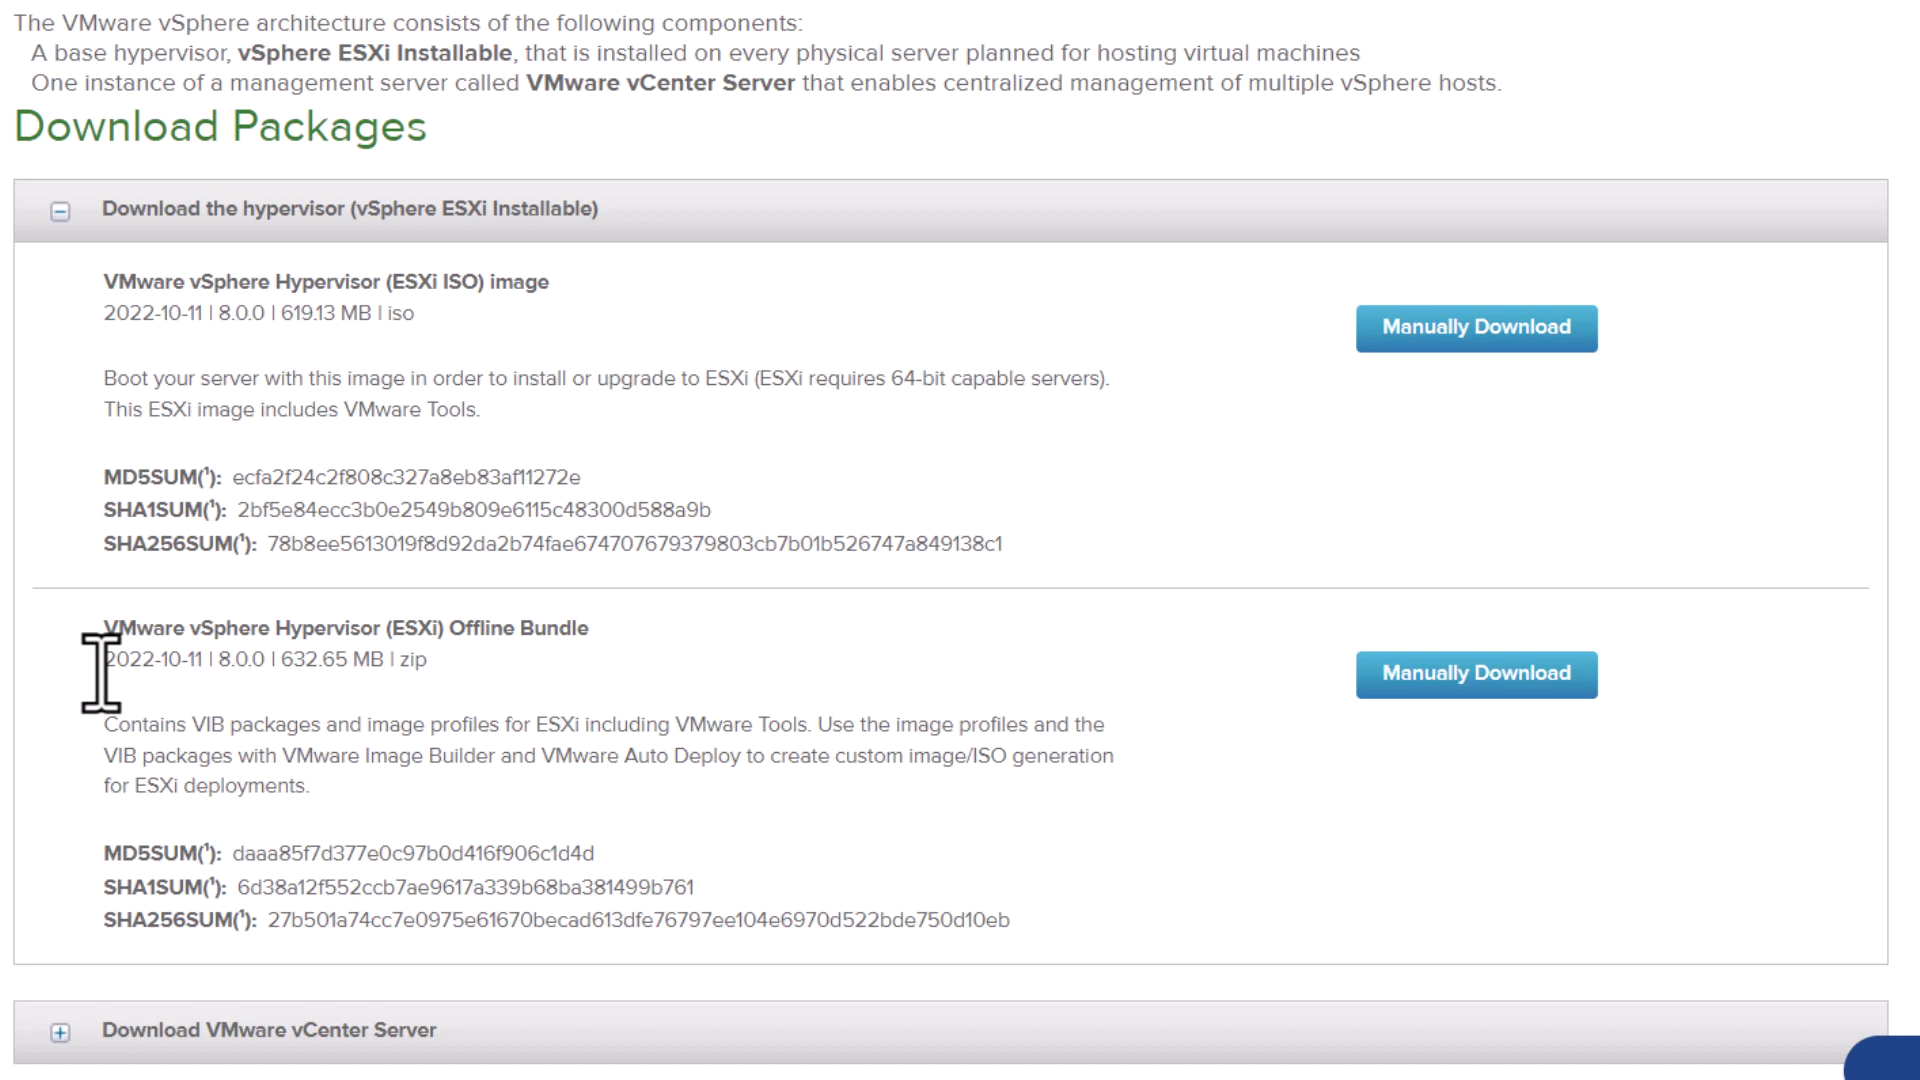 The VMware vSphere architecture consists of the following components:
A base hypervisor, vSphere ESXi Installable, that is installed on every physical server planned for hosting virtual machines
One instance of a management server called VMware vCenter Server that enables centralized management of multiple vSphere hosts.
Download Packages
Download the hypervisor (vSphere ESXi Installable)
VMware vSphere Hypervisor (ESXi ISO) image
2022-10-11 | 8.0.0 | 619.13 MB | iso
Manually Download
Boot your server with this image in order to install or upgrade to ESXi (ESXi requires 64-bit capable servers).
This ESXi image includes VMware Tools.
MD5SUM(¹): ecfa2f24c2f808c327a8eb83af11272e
SHA1SUM(¹): 2bf5e84ecc3b0e2549b809e6115c48300d588a9b
SHA256SUM(¹): 78b8ee5613019f8d92da2b74fae674707679379803cb7b01b526747a849138c1
VMware vSphere Hypervisor (ESXi) Offline Bundle
2022-10-11 | 8.0.0 | 632.65 MB | zip
Manually Download
Contains VIB packages and image profiles for ESXi including VMware Tools. Use the image profiles and the
VIB packages with VMware Image Builder and VMware Auto Deploy to create custom image/ISO generation
for ESXi deployments.
MD5SUM(¹): daaa85f7d377e0c97b0d416f906c1d4d
SHA1SUM(¹): 6d38a12f552ccb7ae9617a339b68ba381499b761
SHA256SUM(¹): 27b501a74cc7e0975e61670becad613dfe76797ee104e6970d522bde750d10eb
Download VMware vCenter Server